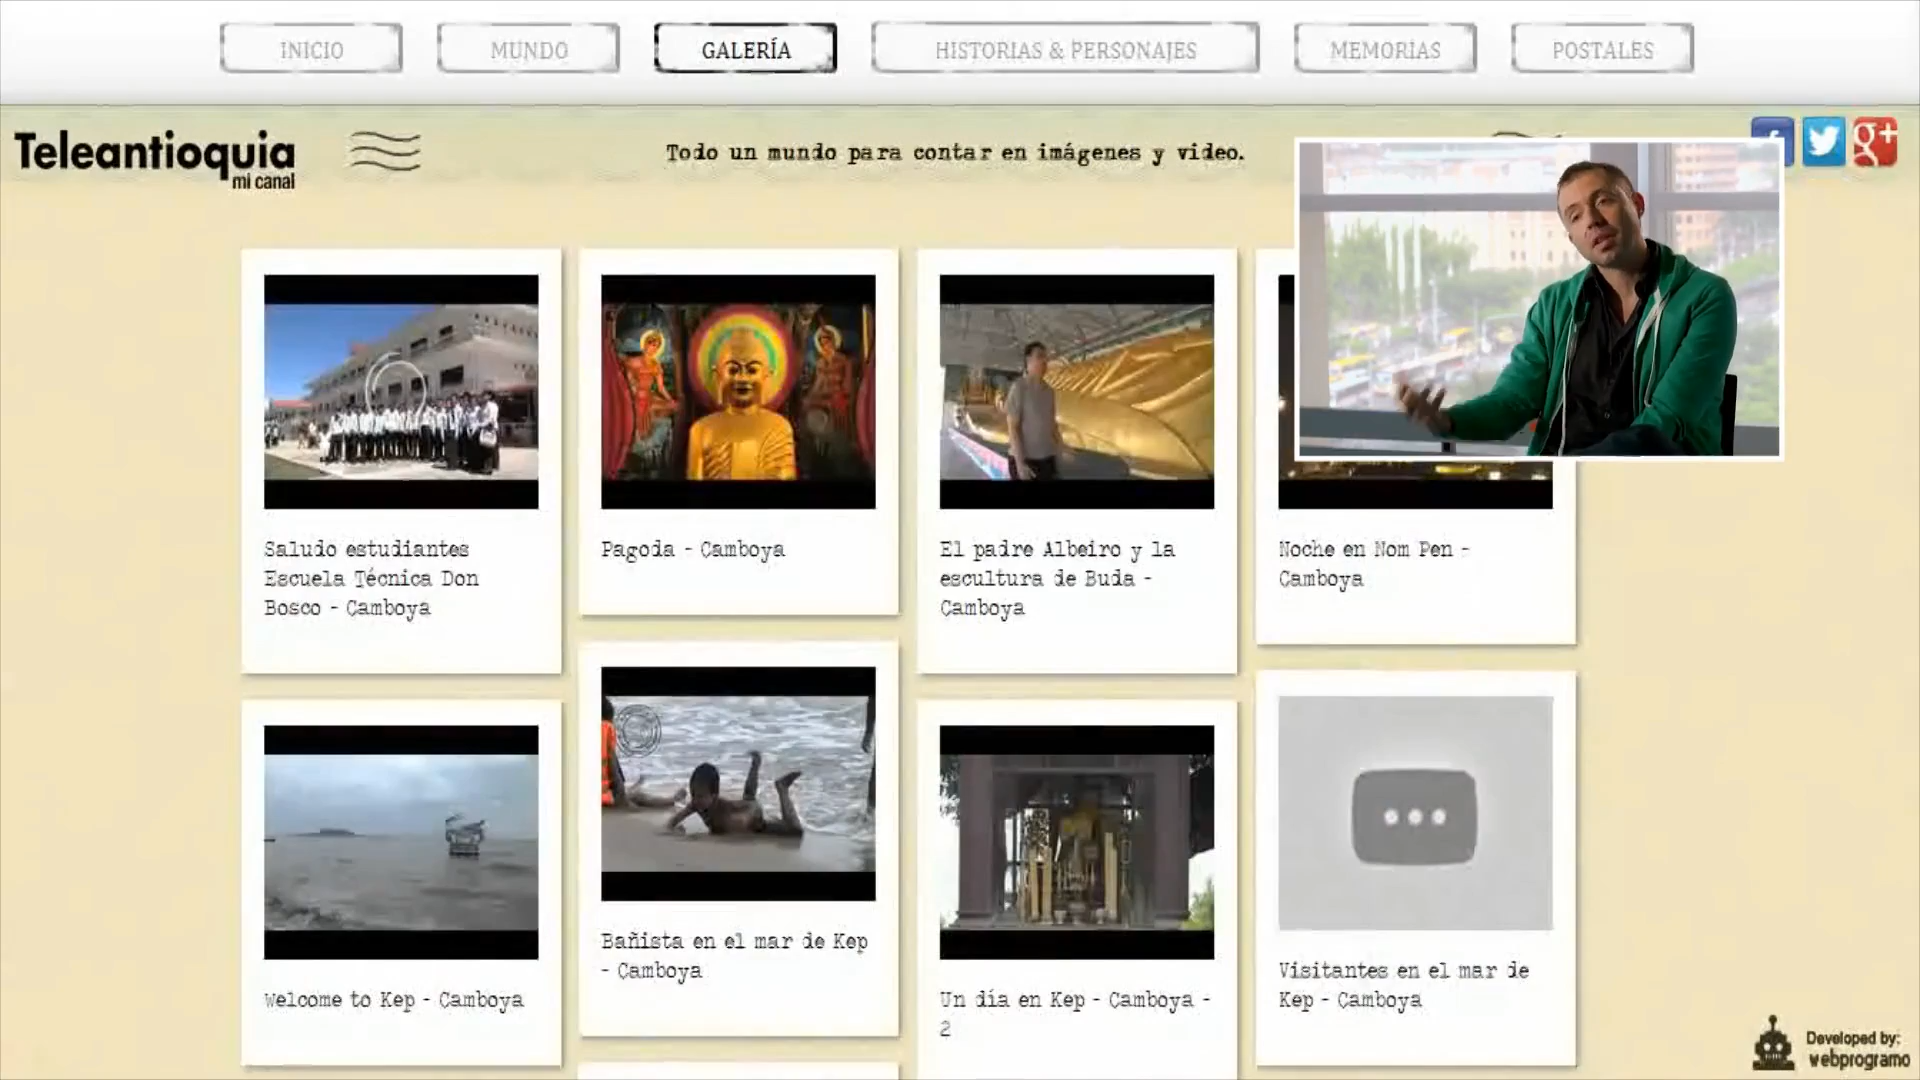 INICIO
MUNDO
GALERÍA
HISTORIAS & PERSONAJES
MEMORIAS
POSTALES
Teleantioquia
mi canal
Todo un mundo para contar en imágenes y video.
g+
Saludo estudiantes
Escuela Técnica Don
Bosco - Camboya
Pagoda - Camboya
El padre Albeiro y la
escultura de Buda -
Camboya
Noche en Nom Pen -
Camboya
Welcome to Kep - Camboya
Bañista en el mar de Kep
- Camboya
Un día en Kep - Camboya -
2
Visitantes en el mar de
Kep - Camboya
Developed by:
webprogramo